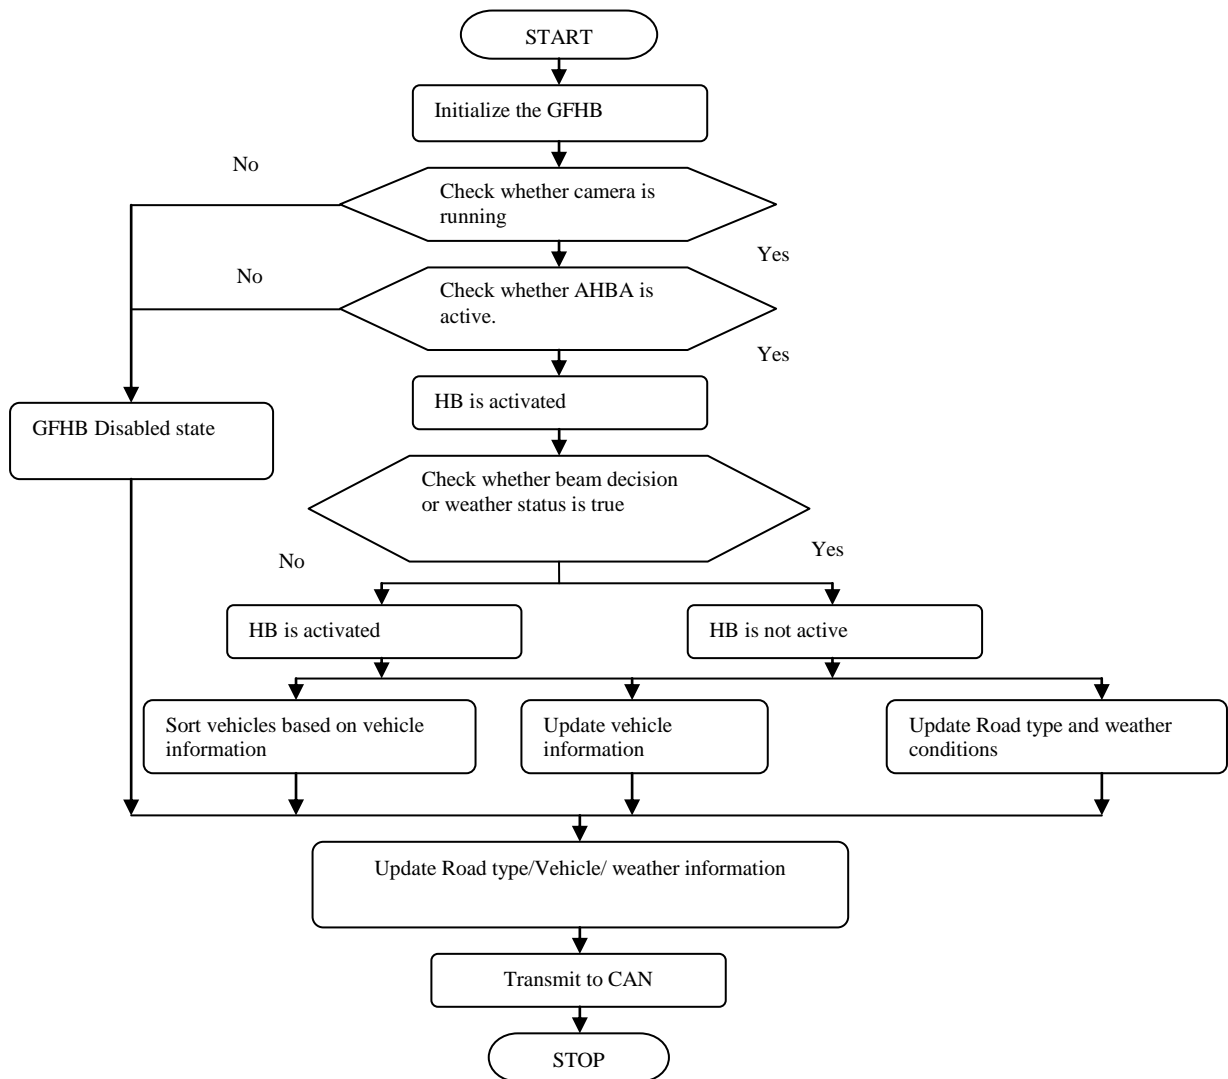 START
Initialize the GFHB
No
Check whether camera is
running
Yes
No
Check whether AHBA is
active.
Yes
HB is activated
GFHB Disabled state
Check whether beam decision
or weather status is true
No
Yes
HB is activated
HB is not active
Sort vehicles based on vehicle
information
Update vehicle
information
Update Road type and weather
conditions
Update Road type/Vehicle/ weather information
Transmit to CAN
STOP